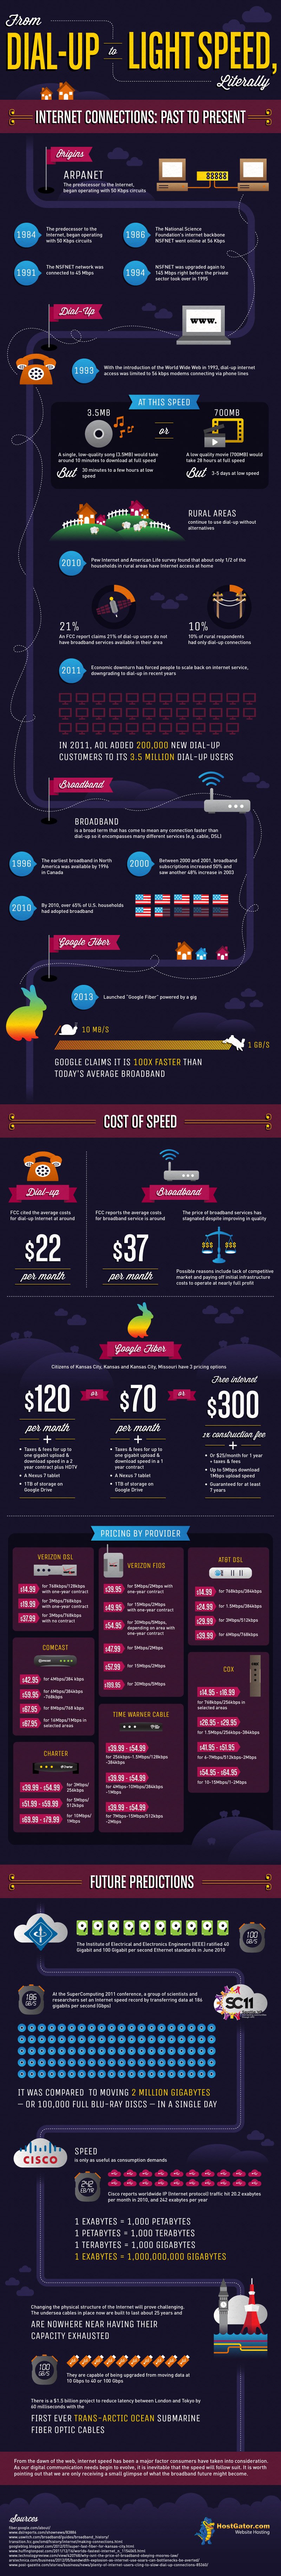 From
DIAL-UP to LIGHT SPEED,
Literally
INTERNET CONNECTIONS: PAST TO PRESENT
Origins
ARPANET
The predecessor to the Internet,
began operating with 50 Kbps circuits
88888
1984
The predecessor to the
Internet, began operating
with 50 Kbps circuits
1986
The National Science
Foundation's internet backbone
NSFNET went online at 56 Kbps
1991
The NSFNET network was
connected to 45 Mbps
1994
NSFNET was upgraded again to
145 Mbps right before the private
sector took over in 1995
Dial-Up
www.
1993
With the introduction of the World Wide Web in 1993, dial-up internet
access was limited to 56 kbps modems connecting via phone lines
AT THIS SPEED
3.5MB
or
700MB
A single, low-quality song (3.5MB) would take
around 10 minutes to download at full speed
But 30 minutes to a few hours at low
speed
A low quality movie (700MB) would
take 28 hours at full speed
But 3-5 days at low speed
RURAL AREAS
continue to use dial-up without
alternatives
2010
Pew Internet and American Life survey found that about only 1/2 of the
households in rural areas have Internet access at home
21%
An FCC report claims 21% of dial-up users do not
have broadband services available in their area
10%
10% of rural respondents
had only dial-up connections
2011
Economic downturn has forced people to scale back on internet service,
downgrading to dial-up in recent years
IN 2011, AOL ADDED 200,000 NEW DIAL-UP
CUSTOMERS TO ITS 3.5 MILLION DIAL-UP USERS
Broadband
BROADBAND
is a broad term that has come to mean any connection faster than
dial-up so it encompasses many different services (e.g. cable, DSL)
1996
The earliest broadband in North
America was available by 1996
in Canada
2000
Between 2000 and 2001, broadband
subscriptions increased 50% and
saw another 48% increase in 2003
2010
By 2010, over 65% of U.S. households
had adopted broadband
Google Fiber
2013
Launched "Google Fiber" powered by a gig
10 MB/S
1 GB/S
GOOGLE CLAIMS IT IS 100X FASTER THAN
TODAY'S AVERAGE BROADBAND
COST OF SPEED
Dial-up
FCC cited the average costs
for dial-up Internet at around
$22
per month
Broadband
FCC reports the average costs
for broadband service is around
$37
per month
The price of broadband services has
stagnated despite improving in quality
$$$ $$$
Possible reasons include lack of competitive
market and paying off initial infrastructure
costs to operate at nearly full profit
Google Fiber
Citizens of Kansas City, Kansas and Kansas City, Missouri have 3 pricing options
$120
per month
+
• Taxes & fees for up to
one gigabit upload &
download speed in a 2
year contract plus HDTV
• A Nexus 7 tablet
• 1TB of storage on
Google Drive
or
$70
per month
+
• Taxes & fees for up to
one gigabit upload &
download speed in a 1
year contract
• A Nexus 7 tablet
• 1TB of storage on
Google Drive
or
Free internet
$300
construction fee
+
• Or $25/month for 1 year
+ taxes & fees
• Up to 5Mbps download
1Mbps upload speed
• Guaranteed for at least
7 years
PRICING BY PROVIDER
VERIZON DSL
$14.99 for 768kbps/128kbps
with one-year contract
$19.99 for 3Mbps/768kbps
with one-year contract
$37.99 for 3Mbps/768kbps
with no contract
VERIZON FIOS
$39.95 for 5Mbps/2Mbps with
one-year contract
$49.95 for 15Mbps/2Mbps
with one-year contract
$54.95 for 30Mbps/5Mbps,
depending on area with
one-year contract
$47.99 for 5Mbps/2Mbps
$57.99 for 15Mbps/2Mbps
$199.95 for 30Mbps/5Mbps
AT&T DSL
$14.99 for 768kbps/384kbps
$24.99 for 1.5Mbps/384kbps
$29.99 for 3Mbps/512kbps
$39.99 for 6Mbps/768kbps
COMCAST
$42.95 for 4Mbps/384 kbps
$59.95 for 6Mbps/384kbps
-768kbps
$67.95 for 8Mbps/768 kbps
$67.95 for 16Mbps/1Mbps in
selected areas
COX
$14.95 - $16.99
for 768kbps/256kbps in
selected areas
$26.95 - $29.95
for 1.5Mbps/256kbps-384kbps
$41.95 - $51.95
for 4-7Mbps/512kbps-2Mbps
$54.95 - $64.95
for 10-15Mbps/1-2Mbps
TIME WARNER CABLE
$39.99 - $54.99
for 256kbps-1.5Mbps/128kbps
-384kbps
$39.99 - $54.99
for 4Mbps-10Mbps/384kbps
-1Mbps
$39.99 - $54.99
for 7Mbps-15Mbps/512kbps
-2Mbps
CHARTER
$39.99 - $54.99 for 3Mbps/
256kbps
$51.99 - $59.99 for 5Mbps/
512kbps
$69.99 - $79.99 for 10Mbps/
1Mbps
FUTURE PREDICTIONS
The Institute of Electrical and Electronics Engineers (IEEE) ratified 40
Gigabit and 100 Gigabit per second Ethernet standards in June 2010
100
GB/S
186
GB/S
At the SuperComputing 2011 conference, a group of scientists and
researchers set an Internet speed record by transferring data at 186
gigabits per second (Gbps)
SC11
IT WAS COMPARED TO MOVING 2 MILLION GIGABYTES
— OR 100,000 FULL BLU-RAY DISCS — IN A SINGLE DAY
CISCO
SPEED
is only as useful as consumption demands
242
EB/YR
Cisco reports worldwide IP (Internet protocol) traffic hit 20.2 exabytes
per month in 2010, and 242 exabytes per year
1 EXABYTES = 1,000 PETABYTES
1 PETABYTES = 1,000 TERABYTES
1 TERABYTES = 1,000 GIGABYTES
1 EXABYTES = 1,000,000,000 GIGABYTES
Changing the physical structure of the Internet will prove challenging.
The undersea cables in place now are built to last about 25 years and
ARE NOWHERE NEAR HAVING THEIR
CAPACITY EXHAUSTED
100
GB/S
They are capable of being upgraded from moving data at
10 Gbps to 40 or 100 Gbps
There is a $1.5 billion project to reduce latency between London and Tokyo by
60 milliseconds with the
FIRST EVER TRANS-ARCTIC OCEAN SUBMARINE
FIBER OPTIC CABLES
From the dawn of the web, internet speed has been a major factor consumers have taken into consideration.
As our digital communication needs begin to evolve, it is inevitable that the speed will follow suit. It is worth
pointing out that we are only receiving a small glimpse of what the broadband future might become.
Sources
fiber.google.com/about/
HostGator.com
Website Hosting